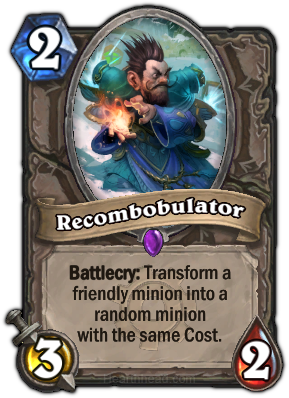 2
Recombobulator
Battlecry: Transform a
friendly minion into a
random minion
with the same Cost.
3
2